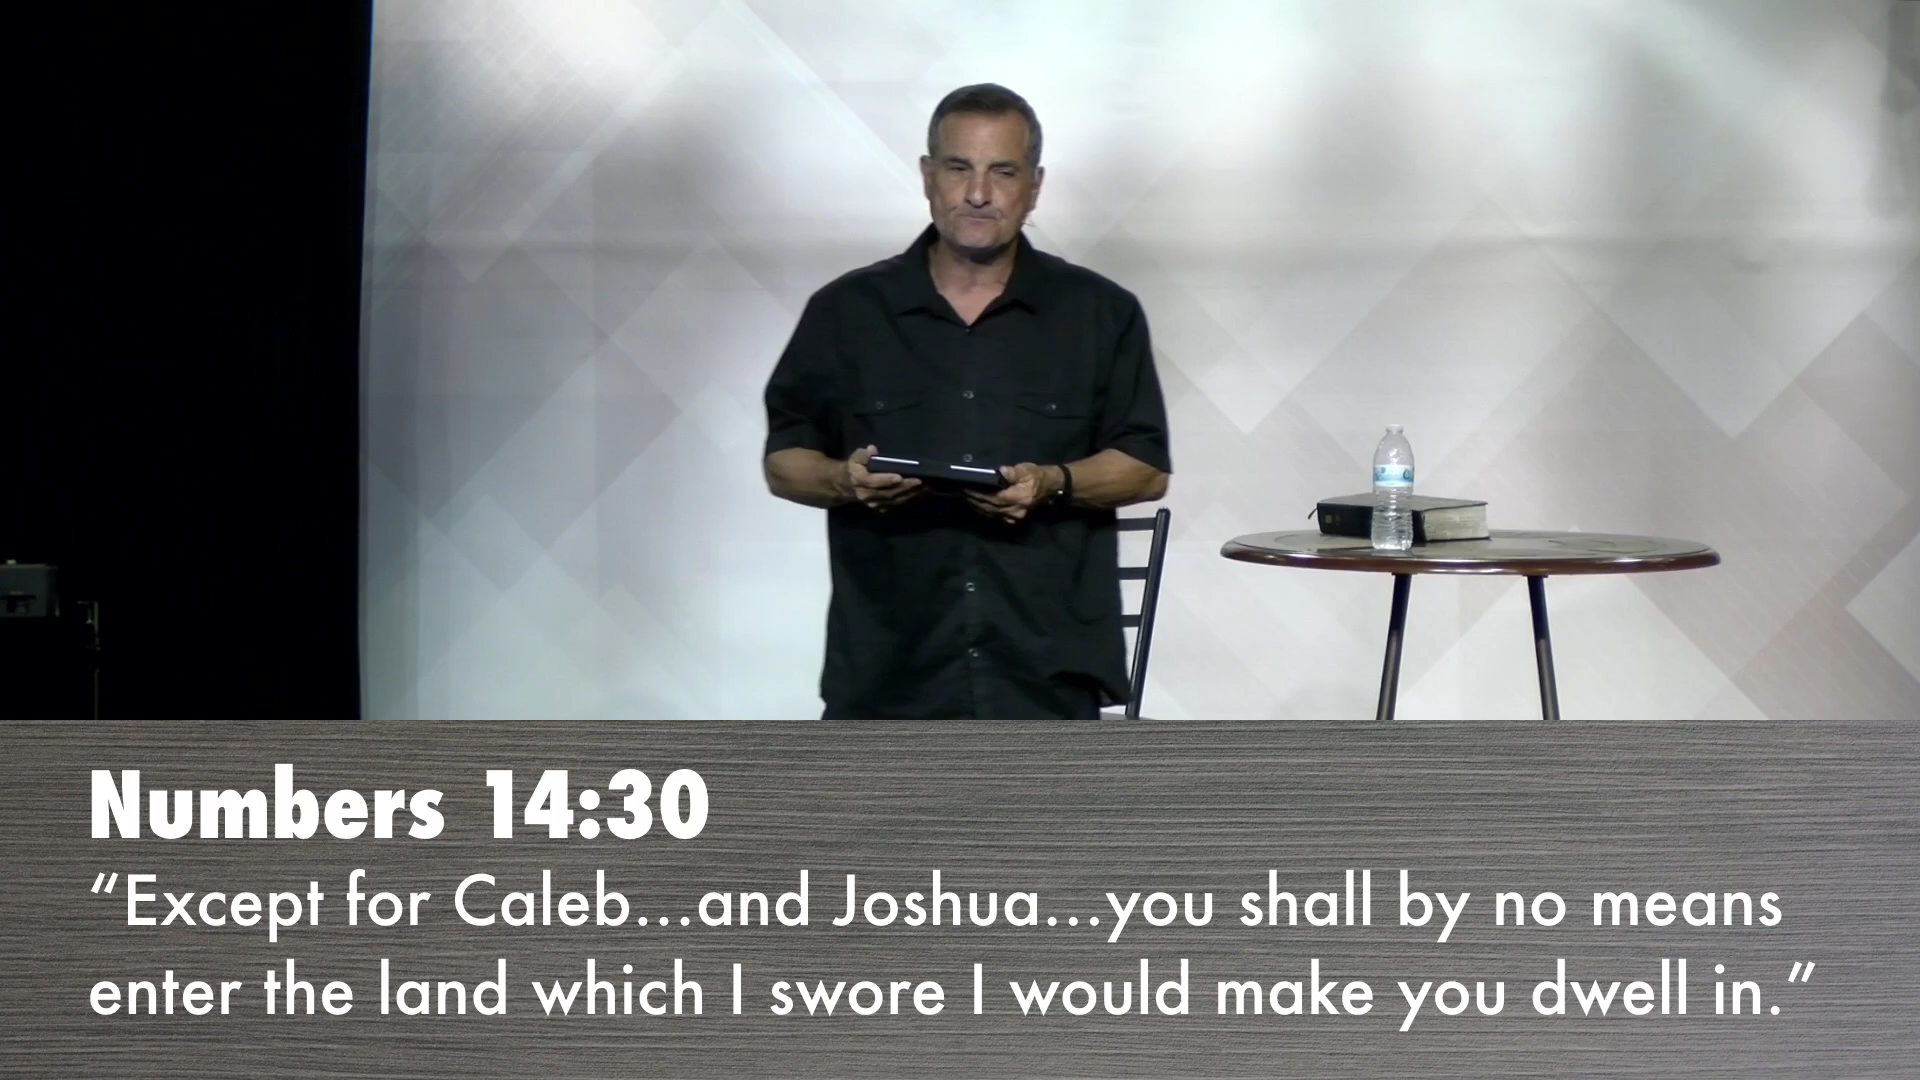 Numbers 14:30
“Except for Caleb...and Joshua...you shall by no means
enter the land which I swore I would make you dwell in.”